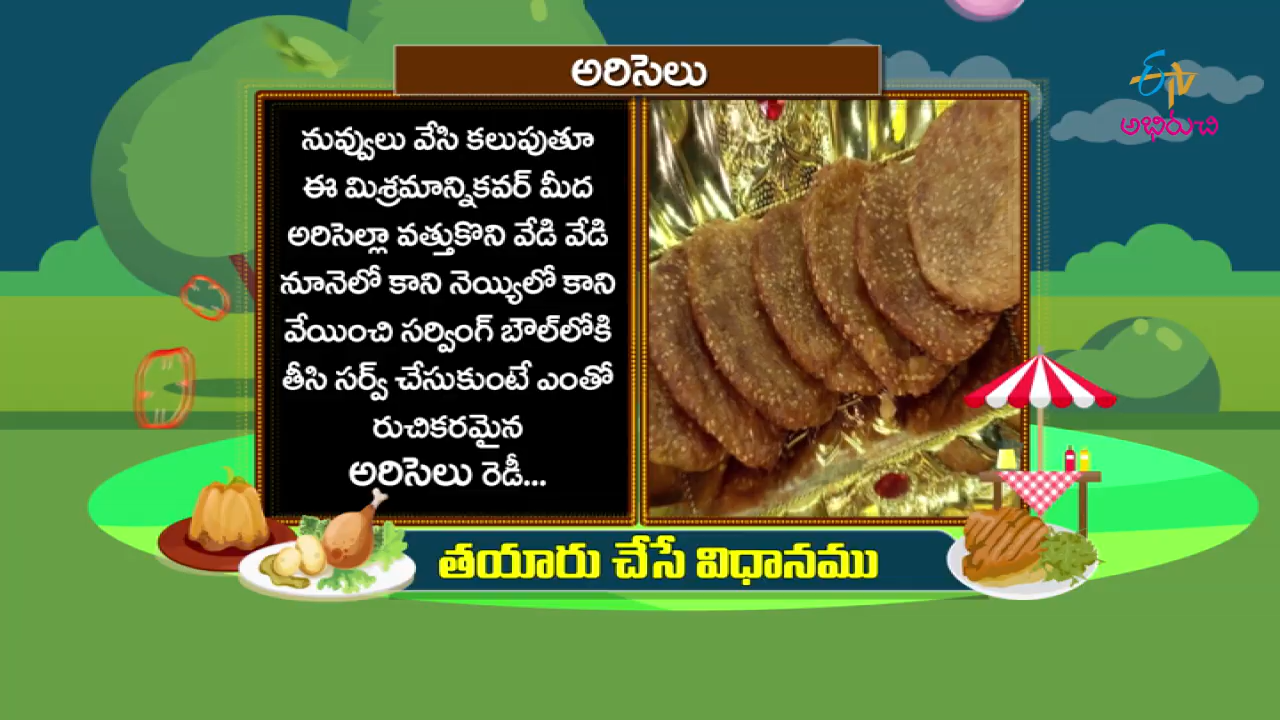 అరిసెలు
ETV
అభిరుచి
నువ్వులు వేసి కలుపుతూ
ఈ మిశ్రమాన్నికవర్ మీద
అరిసెల్లా వత్తుకొని వేడి వేడి
నూనెలో కాని నెయ్యిలో కాని
వేయించి సర్వింగ్ బౌల్‌లోకి
తీసి సర్వ్ చేసుకుంటే ఎంతో
రుచికరమైన
అరిసెలు రెడీ...
తయారు చేసే విధానము